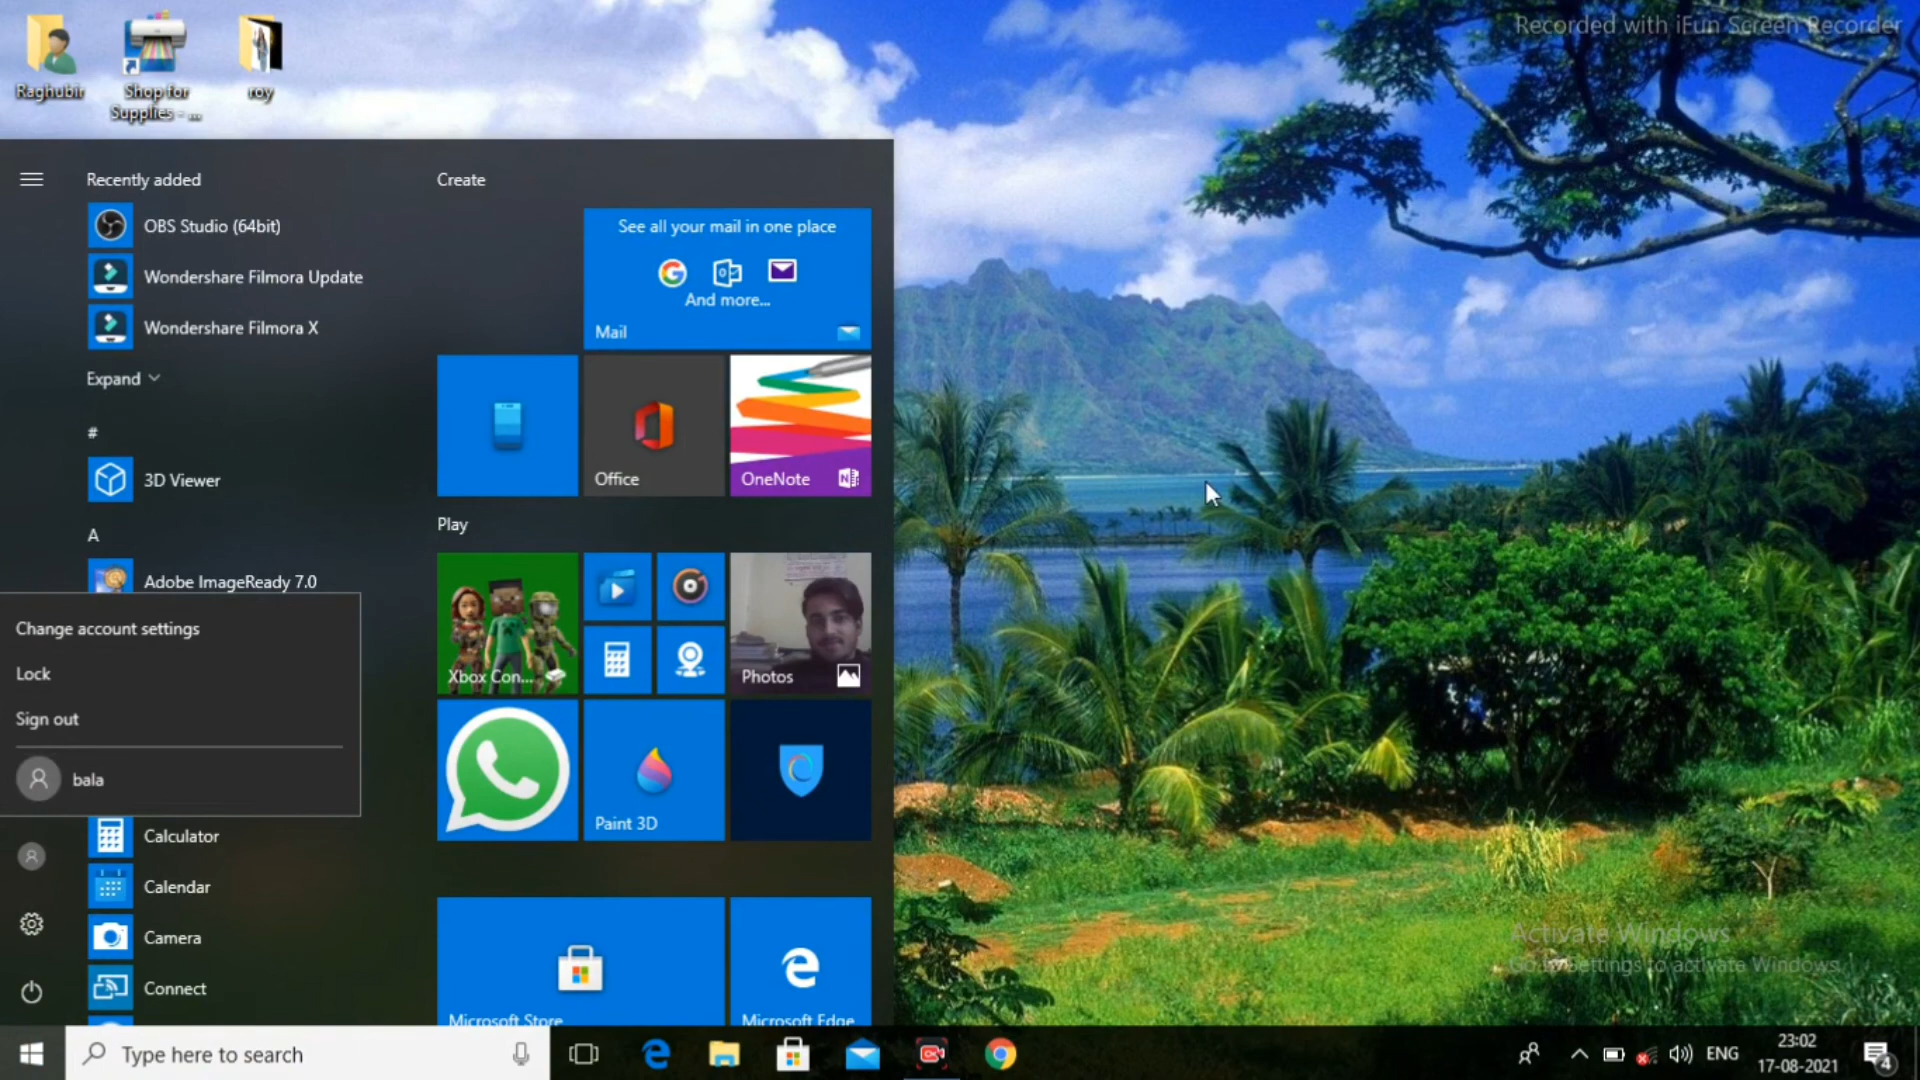 Recorded with iFun Screen Recorder
Raghubir
Shop for
Supplies - ...
roy
Recently added
OBS Studio (64bit)
Wondershare Filmora Update
Wondershare Filmora X
Expand
#
3D Viewer
A
Adobe ImageReady 7.0
Change account settings
Lock
Sign out
bala
Calculator
Calendar
Camera
Connect
Create
See all your mail in one place
And more...
Mail
Office
OneNote
Play
Xbox Con...
Photos
Paint 3D
Microsoft Store
Microsoft Edge
Activate Windows
Go to Settings to activate Windows.
Type here to search
ENG
23:02
17-08-2021
4